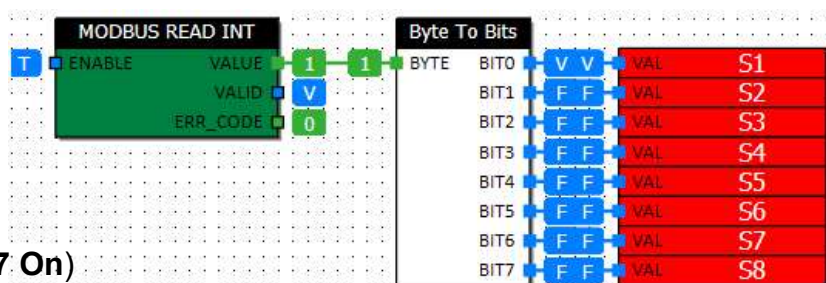 MODBUS READ INT
Byte To Bits
T ENABLE VALUE 1 1 BYTE BIT0 V V VAL S1
VALID V BIT1 F F VAL S2
ERR_CODE 0 BIT2 F F VAL S3
BIT3 F F VAL S4
BIT4 F F VAL S5
BIT5 F F VAL S6
BIT6 F F VAL S7
7 On) BIT7 F F VAL S8